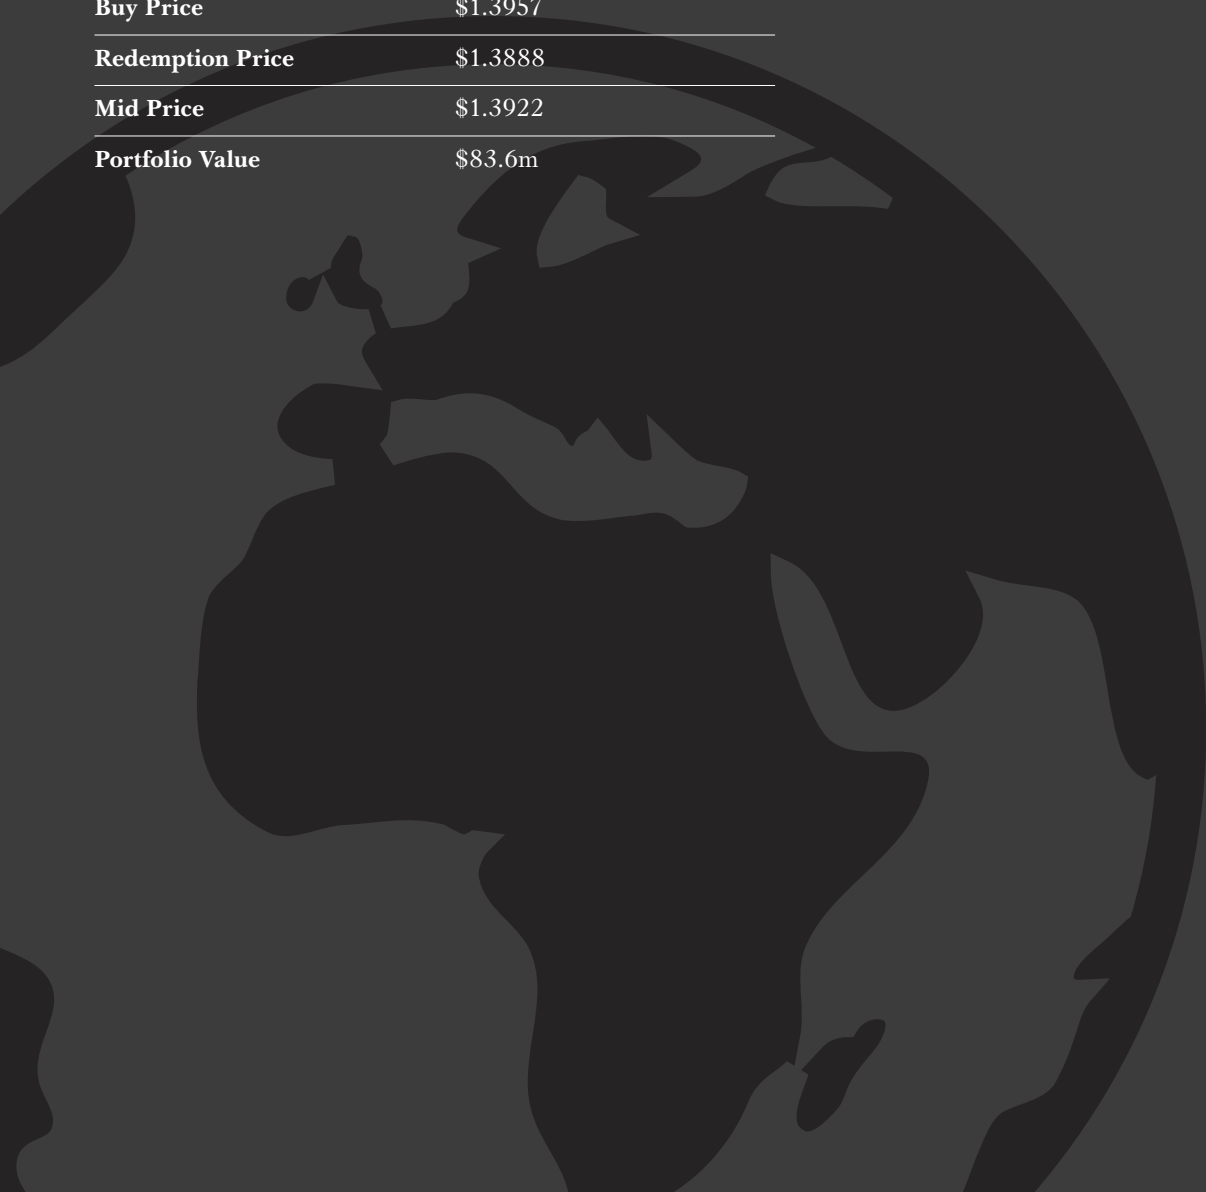 Buy Price $1.3957
Redemption Price $1.3888
Mid Price $1.3922
Portfolio Value $83.6m